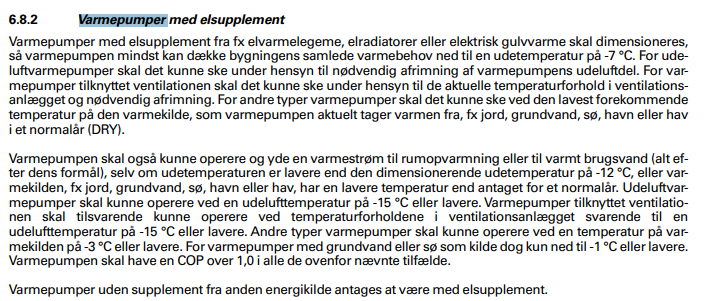 6.8.2 Varmepumper med elsupplement
Varmepumper med elsupplement fra fx elvarmelegeme, elradiatorer eller elektrisk gulvvarme skal dimensioneres,
så varmepumpen mindst kan dække bygningens samlede varmebehov ned til en udetemperatur på -7 °C. For ude-
luftvarmepumper skal det kunne ske under hensyn til nødvendig afrimning af varmepumpens udeluftdel. For var-
mepumper tilknyttet ventilationen skal det kunne ske under hensyn til de aktuelle temperaturforhold i ventilations-
anlægget og nødvendig afrimning. For andre typer varmepumper skal det kunne ske ved den lavest forekommende
temperatur på den varmekilde, som varmepumpen aktuelt tager varmen fra, fx jord, grundvand, sø, havn eller hav
i et normalår (DRY).
Varmepumpen skal også kunne operere og yde en varmestrøm til rumopvarmning eller til varmt brugsvand (alt ef-
ter dens formål), selv om udetemperaturen er lavere end den dimensionerende udetemperatur på -12 °C, eller var-
mekilden, fx jord, grundvand, sø, havn eller hav, har en lavere temperatur end antaget for et normalår. Udeluftvar-
mepumper skal kunne operere ved en udelufttemperatur på -15 °C eller lavere. Varmepumper tilknyttet ventilatio-
nen skal tilsvarende kunne operere ved temperaturforholdene i ventilationsanlægget svarende til en
udelufttemperatur på -15 °C eller lavere. Andre typer varmepumper skal kunne operere ved en temperatur på var-
mekilden på -3 °C eller lavere. For varmepumper med grundvand eller sø som kilde dog kun ned til -1 °C eller lavere.
Varmepumpen skal have en COP over 1,0 i alle de ovenfor nævnte tilfælde.
Varmepumper uden supplement fra anden energikilde antages at være med elsupplement.